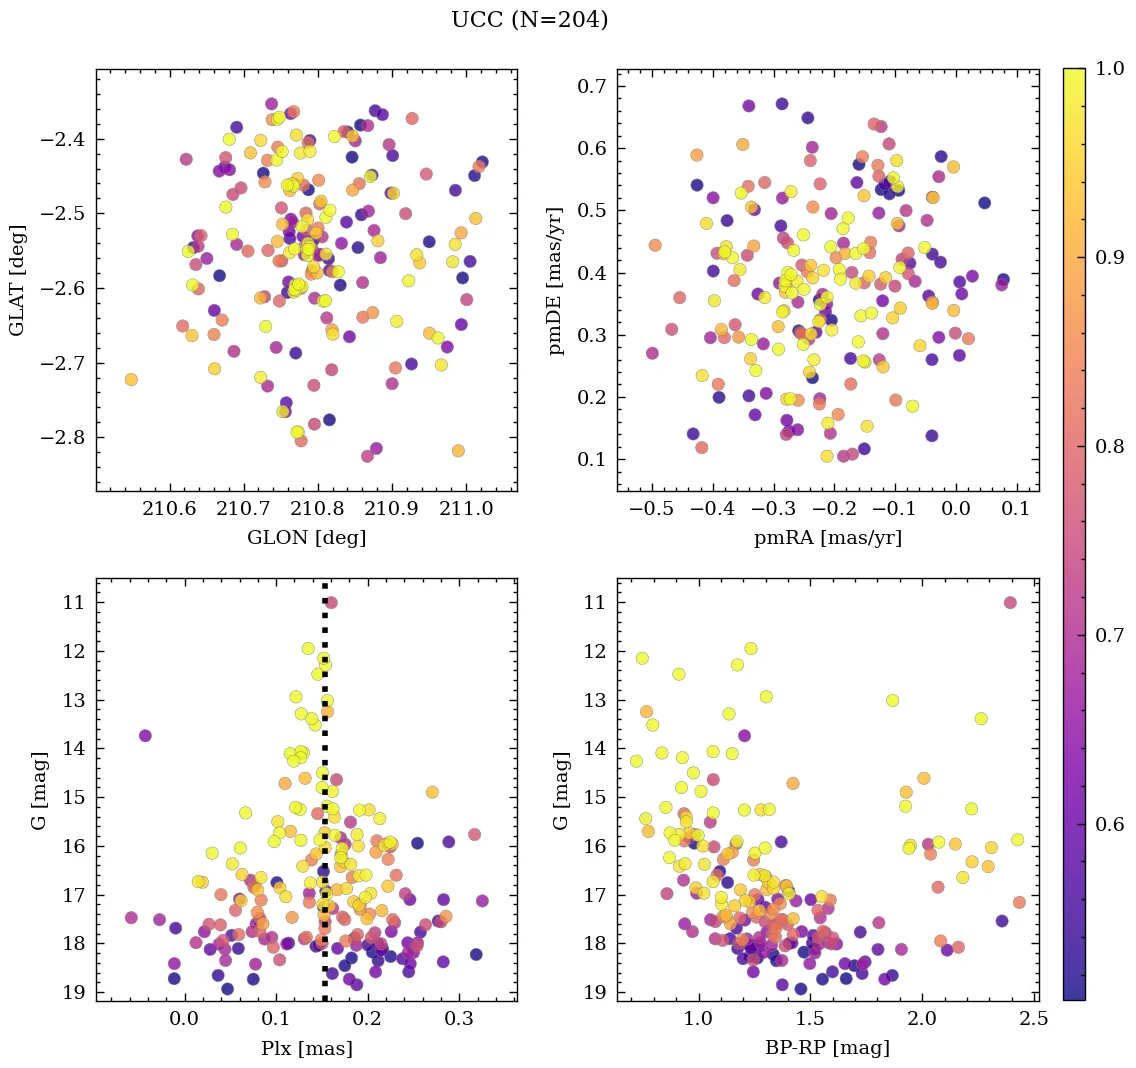 UCC (N=204)
−2.4
−2.5
−2.6
−2.7
−2.8
GLAT [deg]
210.6 210.7 210.8 210.9 211.0
GLON [deg]
0.7
0.6
0.5
0.4
0.3
0.2
0.1
pmDE [mas/yr]
−0.5 −0.4 −0.3 −0.2 −0.1 0.0 0.1
pmRA [mas/yr]
1.0
0.9
0.8
0.7
0.6
11
12
13
14
15
16
17
18
19
G [mag]
0.0 0.1 0.2 0.3
Plx [mas]
11
12
13
14
15
16
17
18
19
G [mag]
1.0 1.5 2.0 2.5
BP-RP [mag]